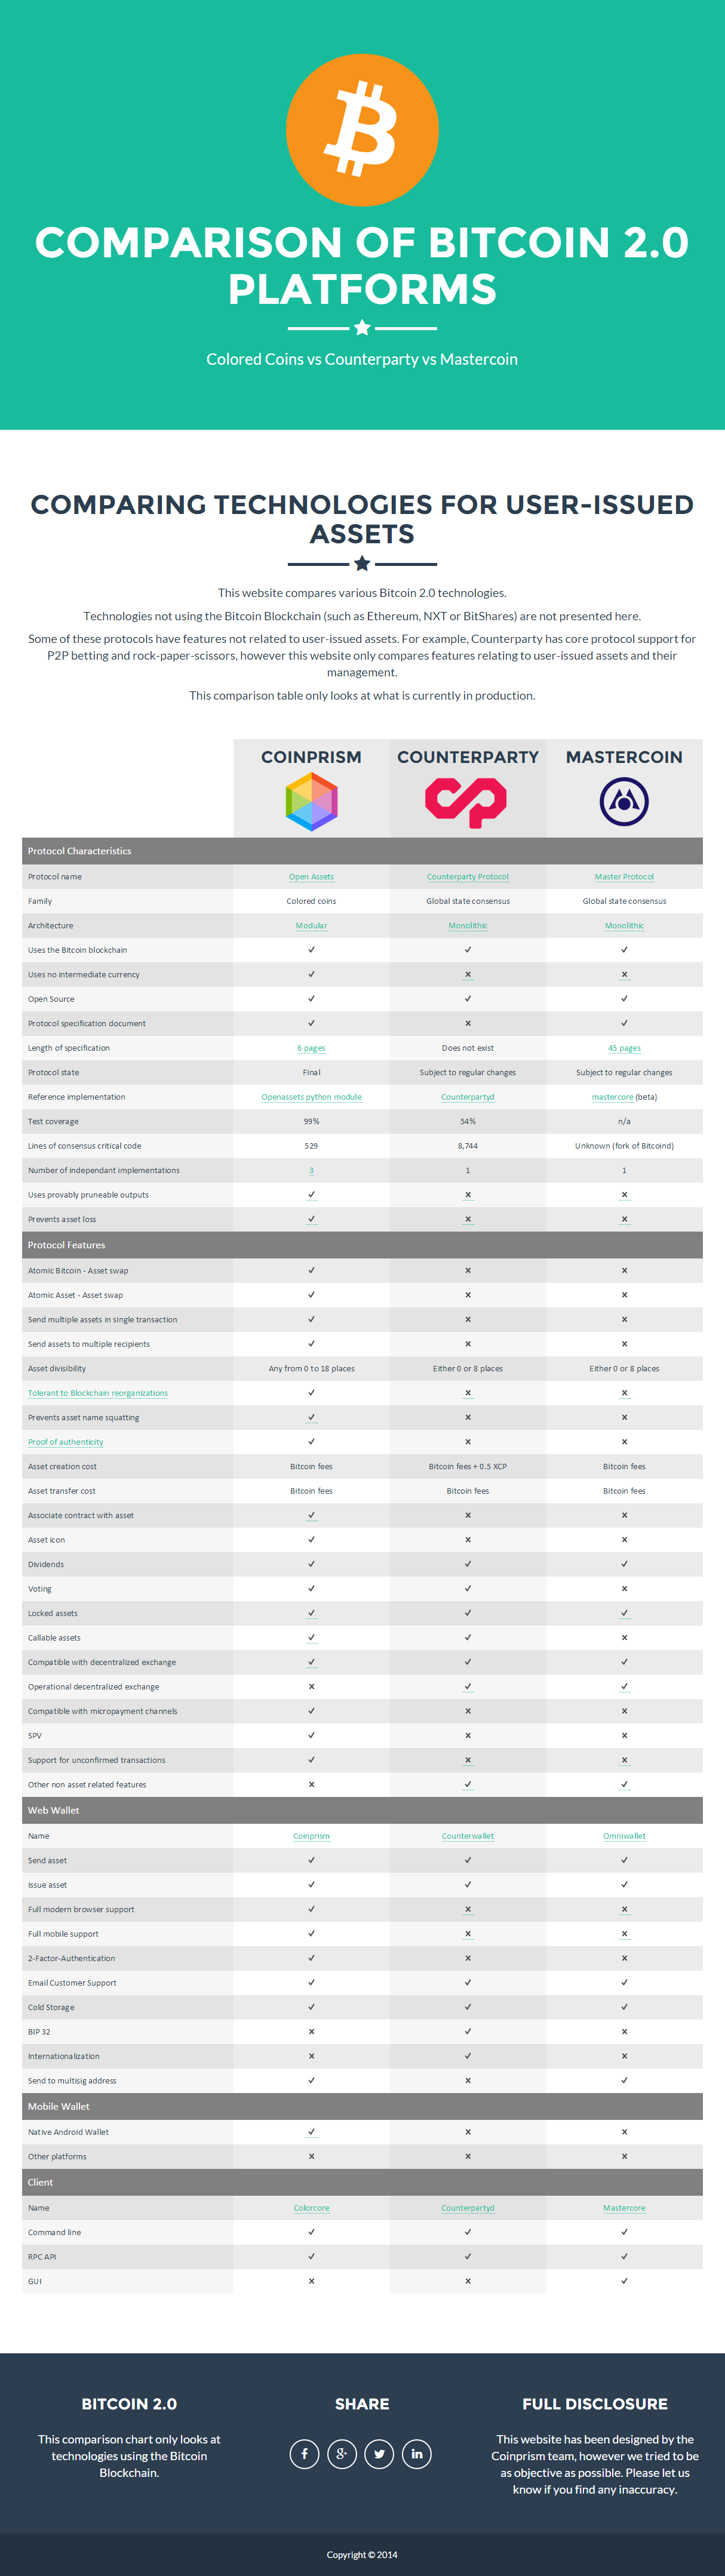 COMPARISON OF BITCOIN 2.0
PLATFORMS
Colored Coins vs Counterparty vs Mastercoin
COMPARING TECHNOLOGIES FOR USER-ISSUED
ASSETS
This website compares various Bitcoin 2.0 technologies.
Technologies not using the Bitcoin Blockchain (such as Ethereum, NXT or BitShares) are not presented here.
Some of these protocols have features not related to user-issued assets. For example, Counterparty has core protocol support for
P2P betting and rock-paper-scissors, however this website only compares features relating to user-issued assets and their
management.
This comparison table only looks at what is currently in production.
COINPRISM COUNTERPARTY MASTERCOIN
Protocol Characteristics
Protocol name Open Assets Counterparty Protocol Master Protocol
Family Colored coins Global state consensus Global state consensus
Architecture Modular Monolithic Monolithic
Uses the Bitcoin blockchain ✔ ✔ ✔
Uses no intermediate currency ✔ ✖ ✖
Open Source ✔ ✔ ✔
Protocol specification document ✔ ✖ ✔
Length of specification 6 pages Does not exist 45 pages
Protocol state Final Subject to regular changes Subject to regular changes
Reference implementation Openassets python module Counterpartyd mastercore (beta)
Test coverage 99% 54% n/a
Lines of consensus critical code 529 8,744 Unknown (fork of Bitcoind)
Number of independant implementations 3 1 1
Uses provably pruneable outputs ✔ ✖ ✖
Prevents asset loss ✔ ✖ ✖
Protocol Features
Atomic Bitcoin - Asset swap ✔ ✖ ✖
Atomic Asset - Asset swap ✔ ✖ ✖
Send multiple assets in single transaction ✔ ✖ ✖
Send assets to multiple recipients ✔ ✖ ✖
Asset divisibility Any from 0 to 18 places Either 0 or 8 places Either 0 or 8 places
Tolerant to Blockchain reorganizations ✔ ✖ ✖
Prevents asset name squatting ✔ ✖ ✖
Proof of authenticity ✔ ✖ ✖
Asset creation cost Bitcoin fees Bitcoin fees + 0.5 XCP Bitcoin fees
Asset transfer cost Bitcoin fees Bitcoin fees Bitcoin fees
Associate contract with asset ✔ ✖ ✖
Asset icon ✔ ✖ ✖
Dividends ✔ ✔ ✔
Voting ✔ ✔ ✖
Locked assets ✔ ✔ ✔
Callable assets ✔ ✔ ✖
Compatible with decentralized exchange ✔ ✔ ✔
Operational decentralized exchange ✖ ✔ ✔
Compatible with micropayment channels ✔ ✖ ✖
SPV ✔ ✖ ✖
Support for unconfirmed transactions ✔ ✖ ✖
Other non asset related features ✖ ✔ ✔
Web Wallet
Name Coinprism Counterwallet Omniwallet
Send asset ✔ ✔ ✔
Issue asset ✔ ✔ ✔
Full modern browser support ✔ ✖ ✖
Full mobile support ✔ ✖ ✖
2-Factor-Authentication ✔ ✖ ✖
Email Customer Support ✔ ✔ ✔
Cold Storage ✔ ✔ ✔
BIP 32 ✖ ✔ ✖
Internationalization ✖ ✔ ✖
Send to multisig address ✔ ✖ ✔
Mobile Wallet
Native Android Wallet ✔ ✖ ✖
Other platforms ✖ ✖ ✖
Client
Name Colorcore Counterpartyd Mastercore
Command line ✔ ✔ ✔
RPC API ✔ ✔ ✔
GUI ✖ ✖ ✔
BITCOIN 2.0
This comparison chart only looks at
technologies using the Bitcoin
Blockchain.
SHARE
FULL DISCLOSURE
This website has been designed by the
Coinprism team, however we tried to be
as objective as possible. Please let us
know if you find any inaccuracy.
Copyright © 2014